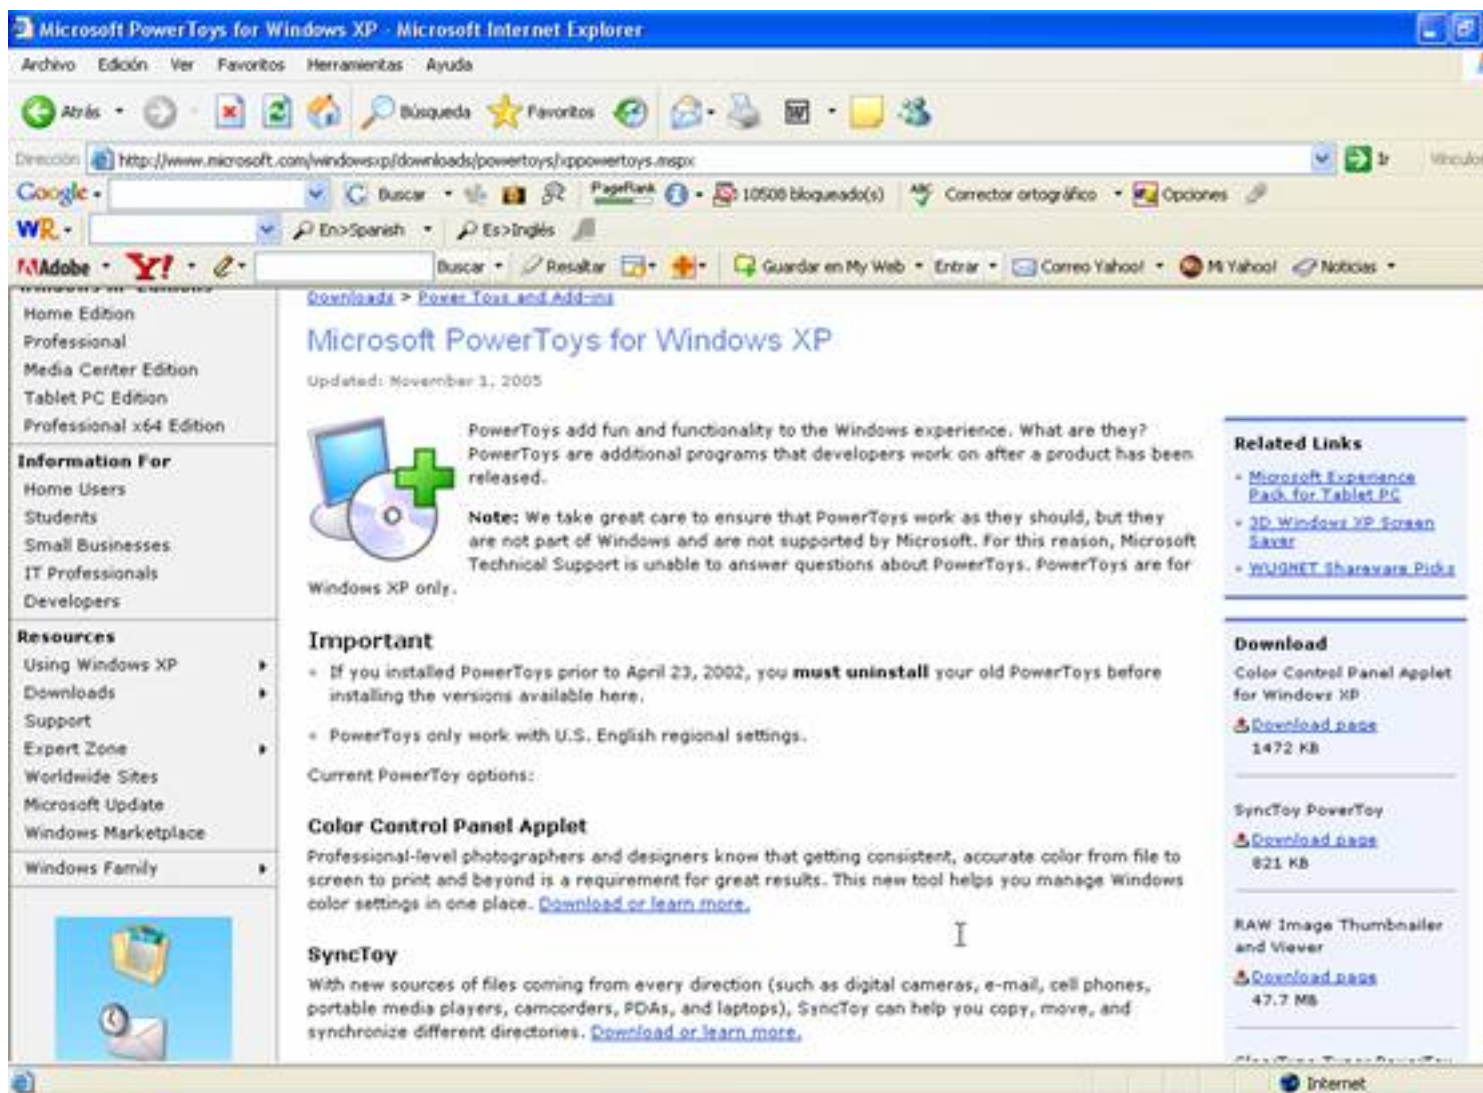 Microsoft PowerToys for Windows XP - Microsoft Internet Explorer
Archivo Edición Ver Favoritos Herramientas Ayuda
Atrás Búsqueda Favoritos
Dirección http://www.microsoft.com/windowsxp/downloads/powertoys/xppowertoys.mspx Ir Vínculos
Google Buscar PageRank 10508 bloqueado(s) ABC Corrector ortográfico Opciones
WR. En>Spanish Es>Inglés
Adobe Y! Buscar Resaltar Guardar en My Web Entrar Correo Yahoo! Mi Yahoo! Noticias
Home Edition
Professional
Media Center Edition
Tablet PC Edition
Professional x64 Edition
Information For
Home Users
Students
Small Businesses
IT Professionals
Developers
Resources
Using Windows XP
Downloads
Support
Expert Zone
Worldwide Sites
Microsoft Update
Windows Marketplace
Windows Family
Downloads > Power Toys and Add-ins
Microsoft PowerToys for Windows XP
Updated: November 1, 2005
PowerToys add fun and functionality to the Windows experience. What are they?
PowerToys are additional programs that developers work on after a product has been
released.
Note: We take great care to ensure that PowerToys work as they should, but they
are not part of Windows and are not supported by Microsoft. For this reason, Microsoft
Technical Support is unable to answer questions about PowerToys. PowerToys are for
Windows XP only.
Important
If you installed PowerToys prior to April 23, 2002, you must uninstall your old PowerToys before
installing the versions available here.
PowerToys only work with U.S. English regional settings.
Current PowerToy options:
Color Control Panel Applet
Professional-level photographers and designers know that getting consistent, accurate color from file to
screen to print and beyond is a requirement for great results. This new tool helps you manage Windows
color settings in one place. Download or learn more.
SyncToy
With new sources of files coming from every direction (such as digital cameras, e-mail, cell phones,
portable media players, camcorders, PDAs, and laptops), SyncToy can help you copy, move, and
synchronize different directories. Download or learn more.
Related Links
Microsoft Experience
Pack for Tablet PC
3D Windows XP Screen
Saver
WUGNET Shareware Picks
Download
Color Control Panel Applet
for Windows XP
Download page
1472 KB
SyncToy PowerToy
Download page
821 KB
RAW Image Thumbnailer
and Viewer
Download page
47.7 MB
Internet